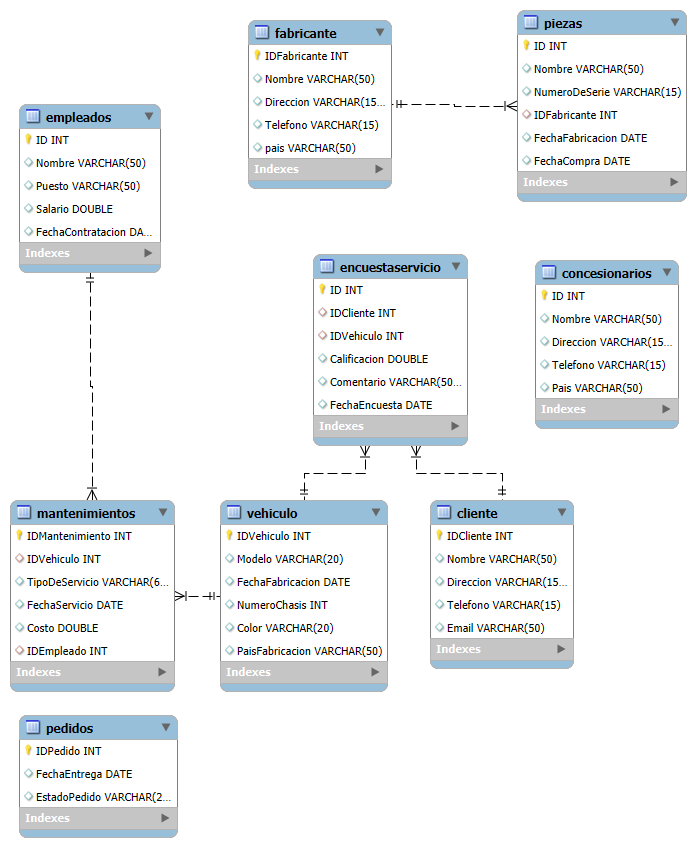 fabricante
IDFabricante INT
Nombre VARCHAR(50)
Direccion VARCHAR(15...
Telefono VARCHAR(15)
pais VARCHAR(50)
Indexes
piezas
ID INT
Nombre VARCHAR(50)
NumeroDeSerie VARCHAR(15)
IDFabricante INT
FechaFabricacion DATE
FechaCompra DATE
Indexes
empleados
ID INT
Nombre VARCHAR(50)
Puesto VARCHAR(50)
Salario DOUBLE
FechaContratacion DA...
Indexes
encuestaservicio
ID INT
IDCliente INT
IDVehiculo INT
Calificacion DOUBLE
Comentario VARCHAR(50...
FechaEncuesta DATE
Indexes
concesionarios
ID INT
Nombre VARCHAR(50)
Direccion VARCHAR(15...
Telefono VARCHAR(15)
Pais VARCHAR(50)
Indexes
mantenimientos
IDMantenimiento INT
IDVehiculo INT
TipoDeServicio VARCHAR(6...
FechaServicio DATE
Costo DOUBLE
IDEmpleado INT
Indexes
vehiculo
IDVehiculo INT
Modelo VARCHAR(20)
FechaFabricacion DATE
NumeroChasis INT
Color VARCHAR(20)
PaisFabricacion VARCHAR(50)
Indexes
cliente
IDCliente INT
Nombre VARCHAR(50)
Direccion VARCHAR(15...
Telefono VARCHAR(15)
Email VARCHAR(50)
Indexes
pedidos
IDPedido INT
FechaEntrega DATE
EstadoPedido VARCHAR(2...
Indexes